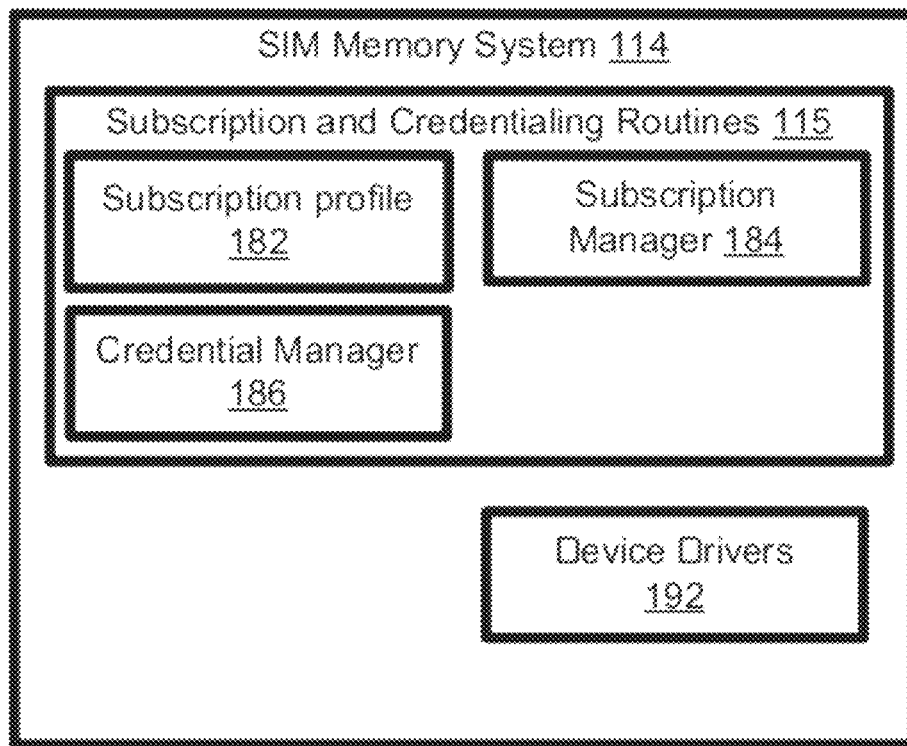 SIM Memory System 114
Subscription and Credentialing Routines 115
Subscription profile
182
Subscription
Manager 184
Credential Manager
186
Device Drivers
192